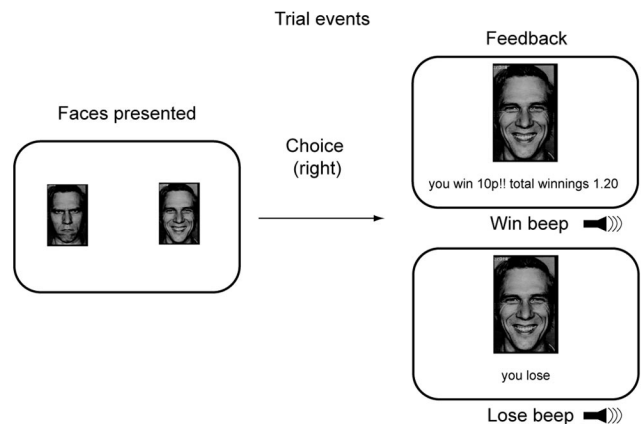 Trial events
Feedback
Faces presented
Choice
(right)
you win 10p!! total winnings 1.20
Win beep
you lose
Lose beep